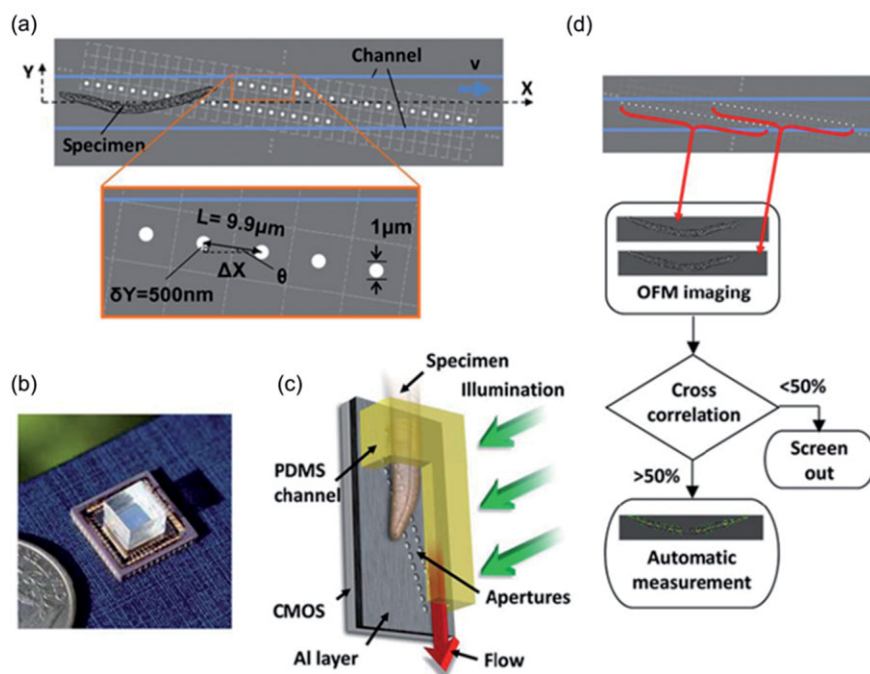 (a)
Channel
v
Y
X
Specimen
L= 9.9μm
1μm
ΔX
θ
δY=500nm
(b)
(c)
Specimen
Illumination
PDMS
channel
CMOS
Apertures
Al layer
Flow
(d)
OFM imaging
Cross
correlation
<50%
Screen
out
>50%
Automatic
measurement